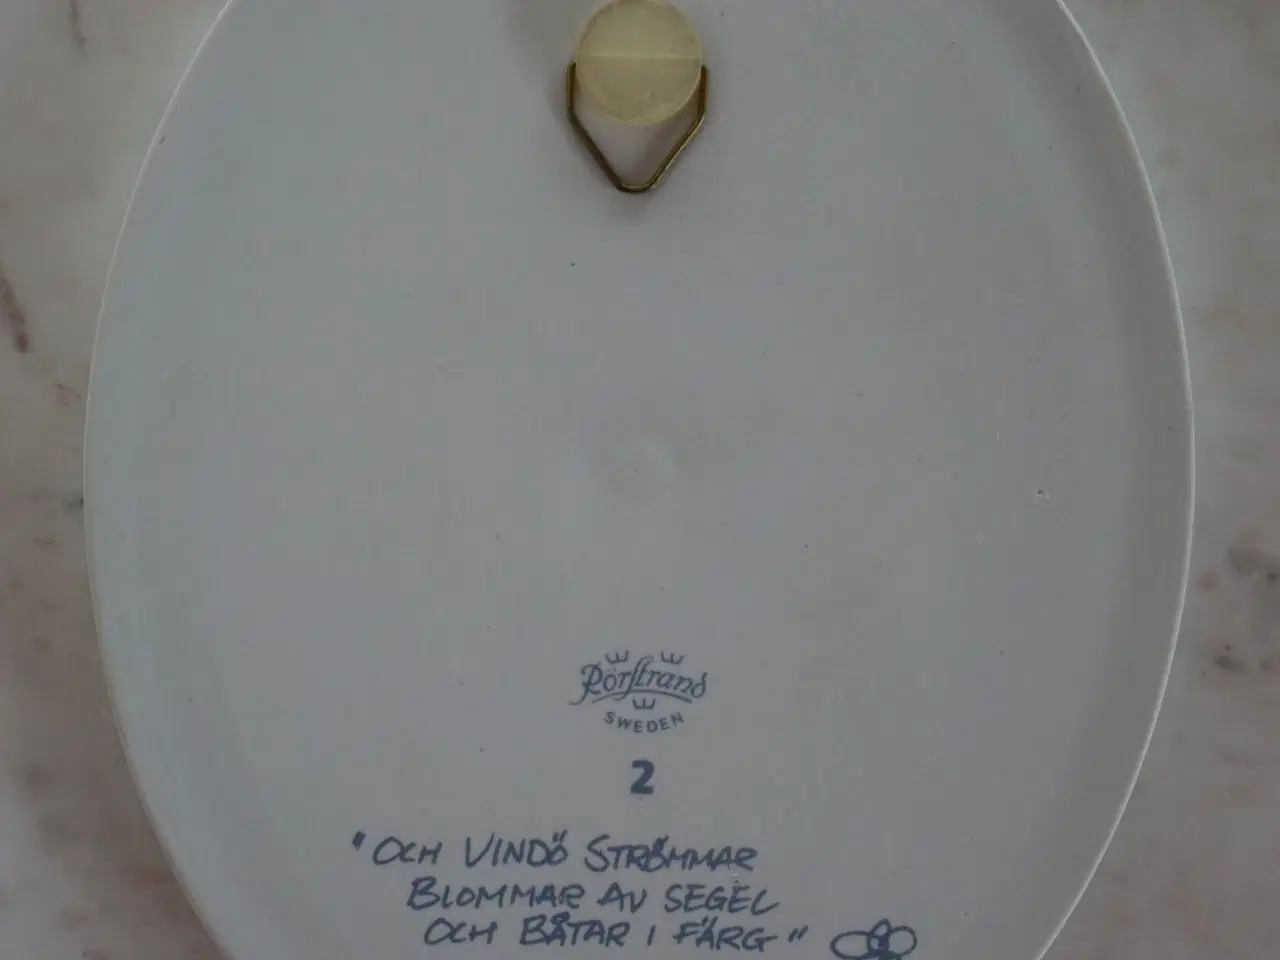 Rörstrand
SWEDEN
2
"OCH VINDÖ STRÖMMAR
BLOMMAR AV SEGEL
OCH BÅTAR I FÄRG"